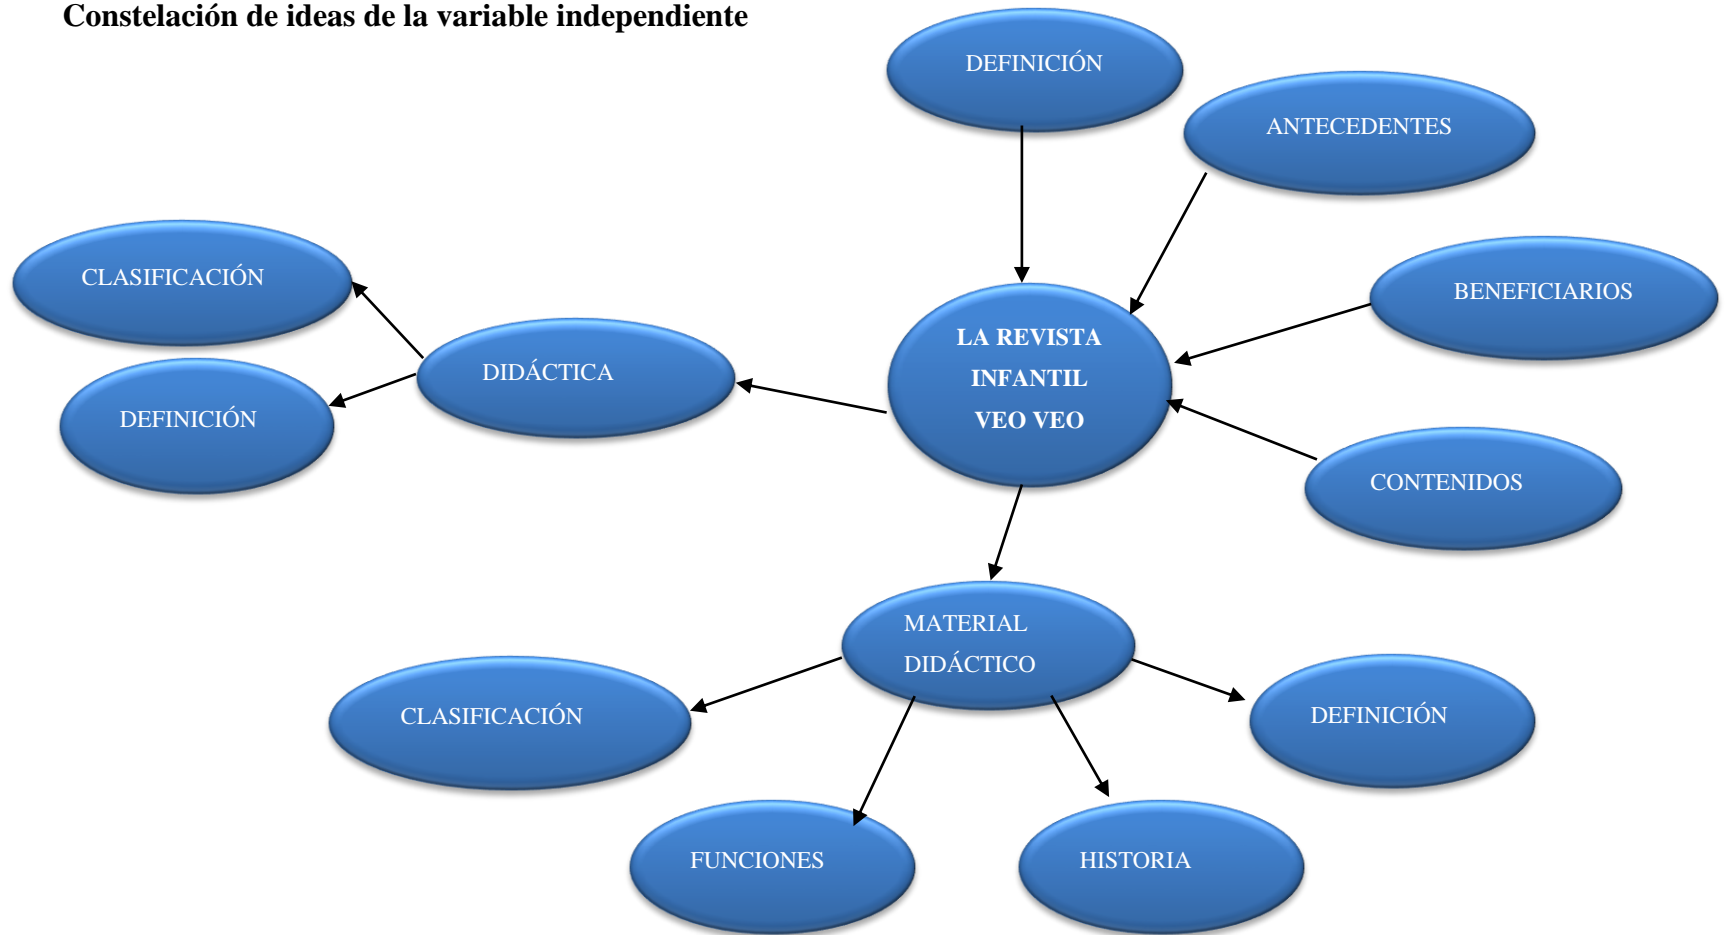 Constelación de ideas de la variable independiente
DEFINICIÓN
ANTECEDENTES
CLASIFICACIÓN
BENEFICIARIOS
LA REVISTA
INFANTIL
VEO VEO
DIDÁCTICA
DEFINICIÓN
CONTENIDOS
MATERIAL
DIDÁCTICO
CLASIFICACIÓN
DEFINICIÓN
FUNCIONES
HISTORIA